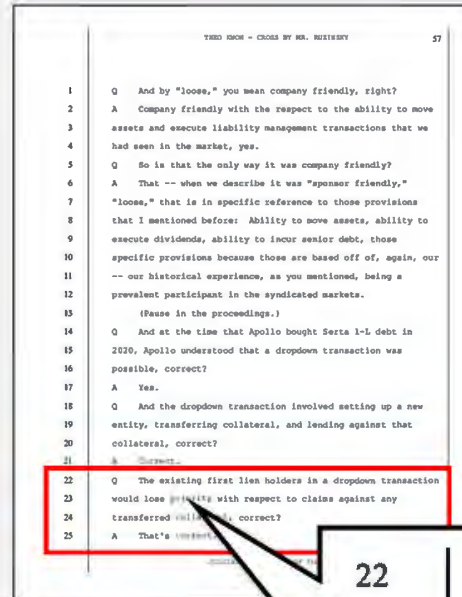 THEO KWON - CROSS BY MR. RUZINSKY 57
1 Q And by "loose," you mean company friendly, right?
2 A Company friendly with the respect to the ability to move
3 assets and execute liability management transactions that we
4 had seen in the market, yes.
5 Q So is that the only way it was company friendly?
6 A That -- when we describe it was "sponsor friendly,"
7 "loose," that is in specific reference to those provisions
8 that I mentioned before: Ability to move assets, ability to
9 execute dividends, ability to incur senior debt, those
10 specific provisions because those are based off of, again, our
11 -- our historical experience, as you mentioned, being a
12 prevalent participant in the syndicated markets.
13 (Pause in the proceedings.)
14 Q And at the time that Apollo bought Serta 1-L debt in
15 2020, Apollo understood that a dropdown transaction was
16 possible, correct?
17 A Yes.
18 Q And the dropdown transaction involved setting up a new
19 entity, transferring collateral, and lending against that
20 collateral, correct?
21 A Correct.
22 Q The existing first lien holders in a dropdown transaction
23 would lose priority with respect to claims against any
24 transferred collateral, correct?
25 A That's correct.
22